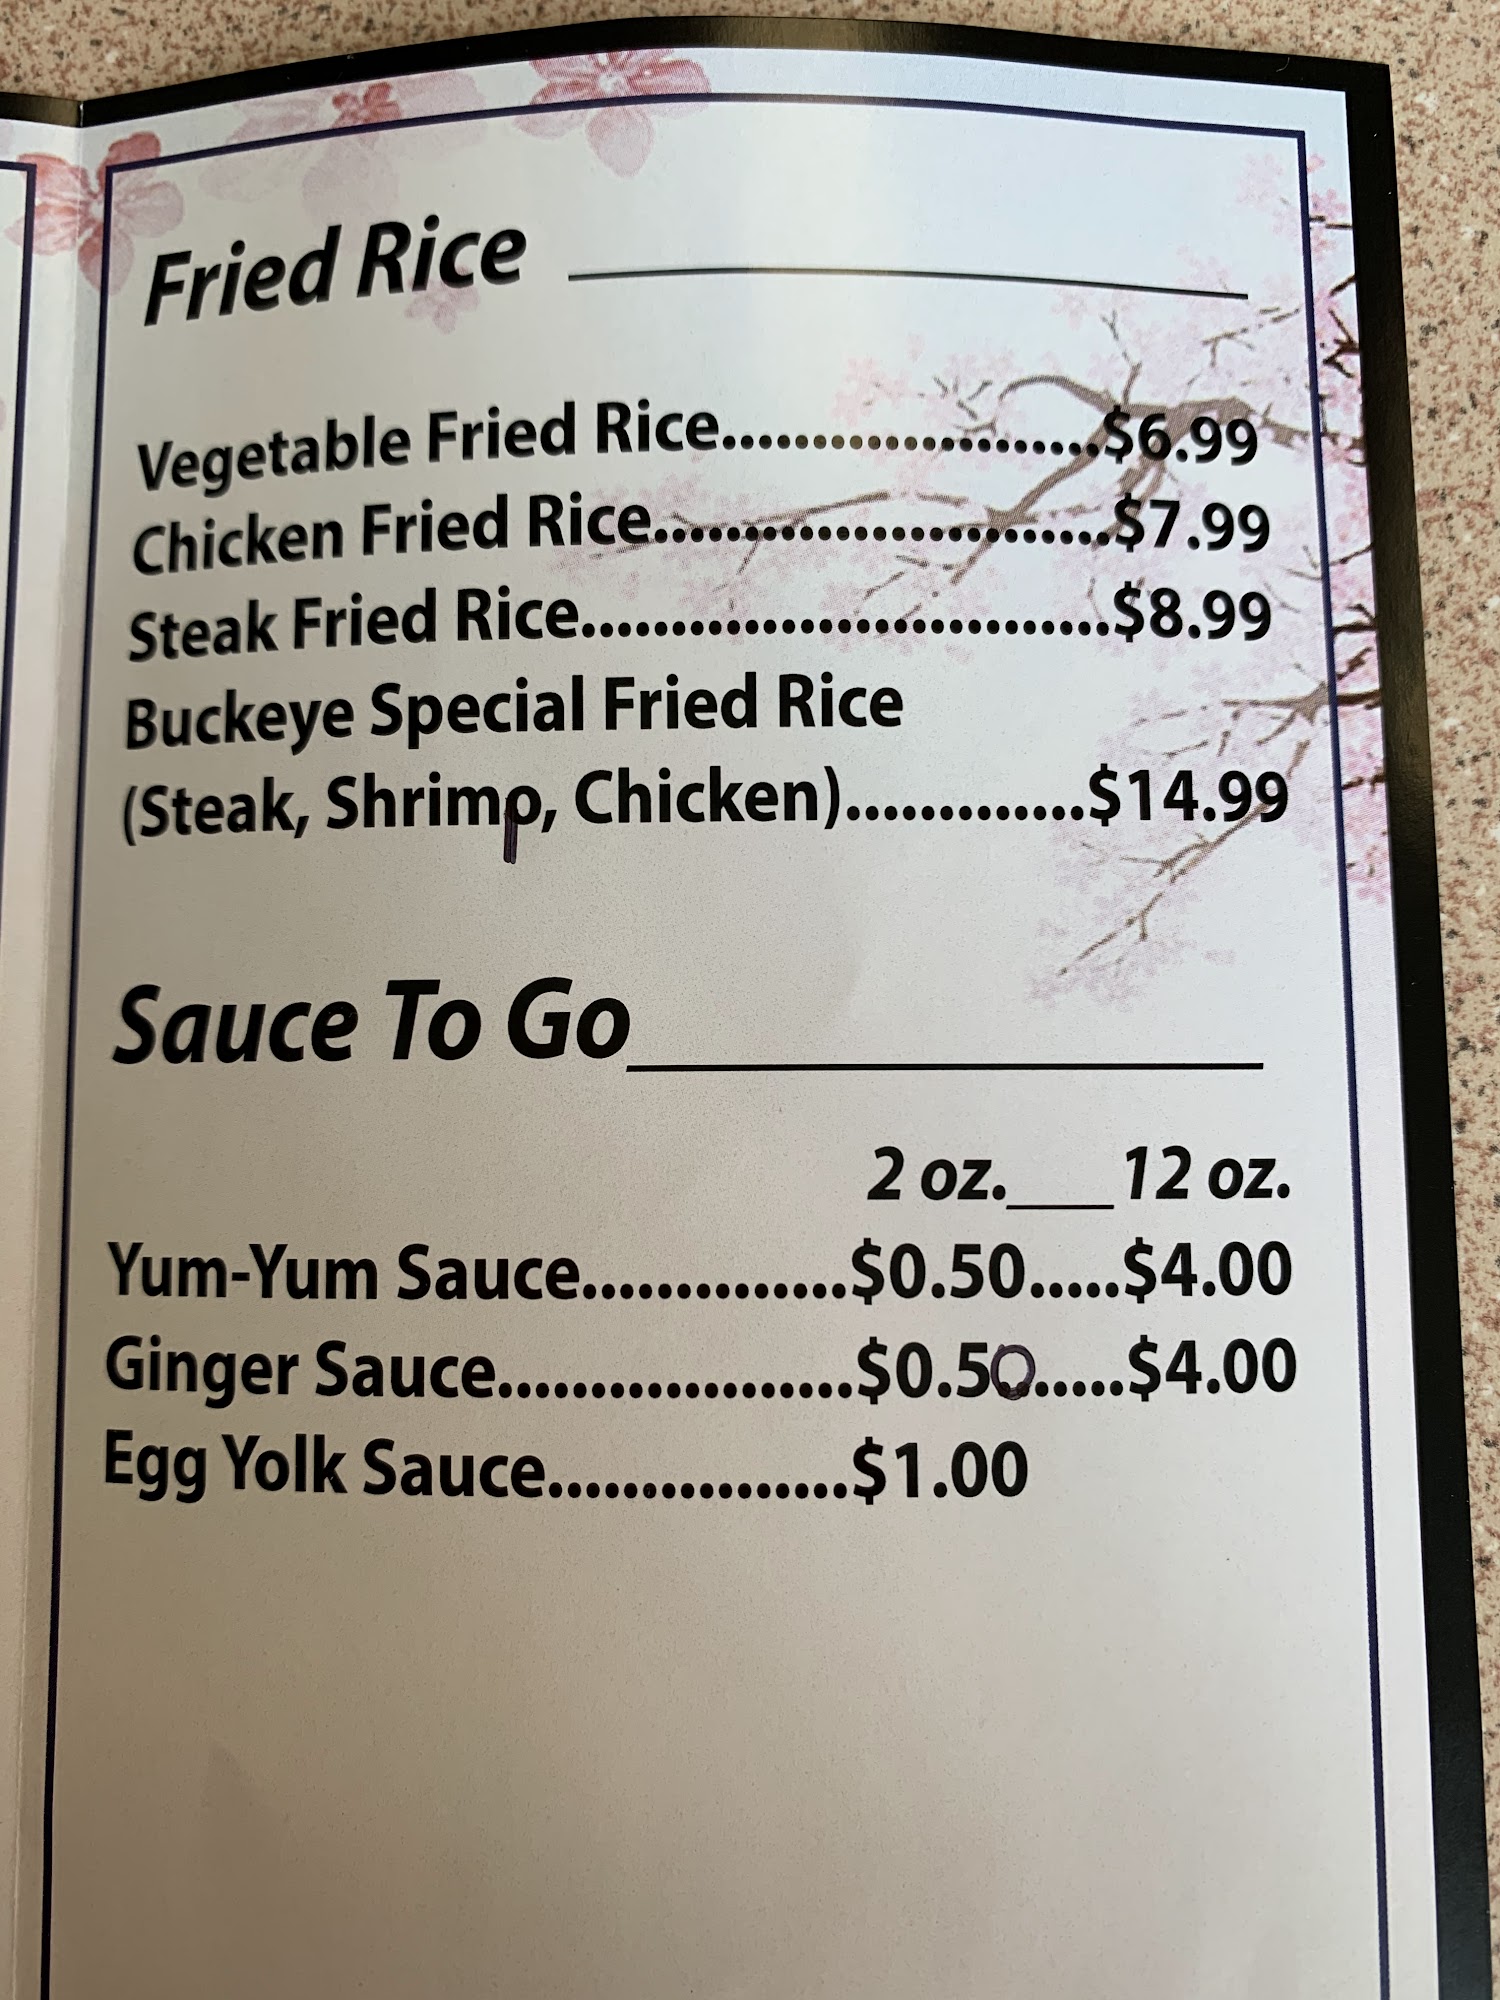 Fried Rice
Vegetable Fried Rice.....................$6.99
Chicken Fried Rice.........................$7.99
Steak Fried Rice.............................$8.99
Buckeye Special Fried Rice
(Steak, Shrimp, Chicken).............$14.99
Sauce To Go___________
2 oz.___12 oz.
Yum-Yum Sauce..............$0.50.....$4.00
Ginger Sauce...................$0.50.....$4.00
Egg Yolk Sauce................$1.00